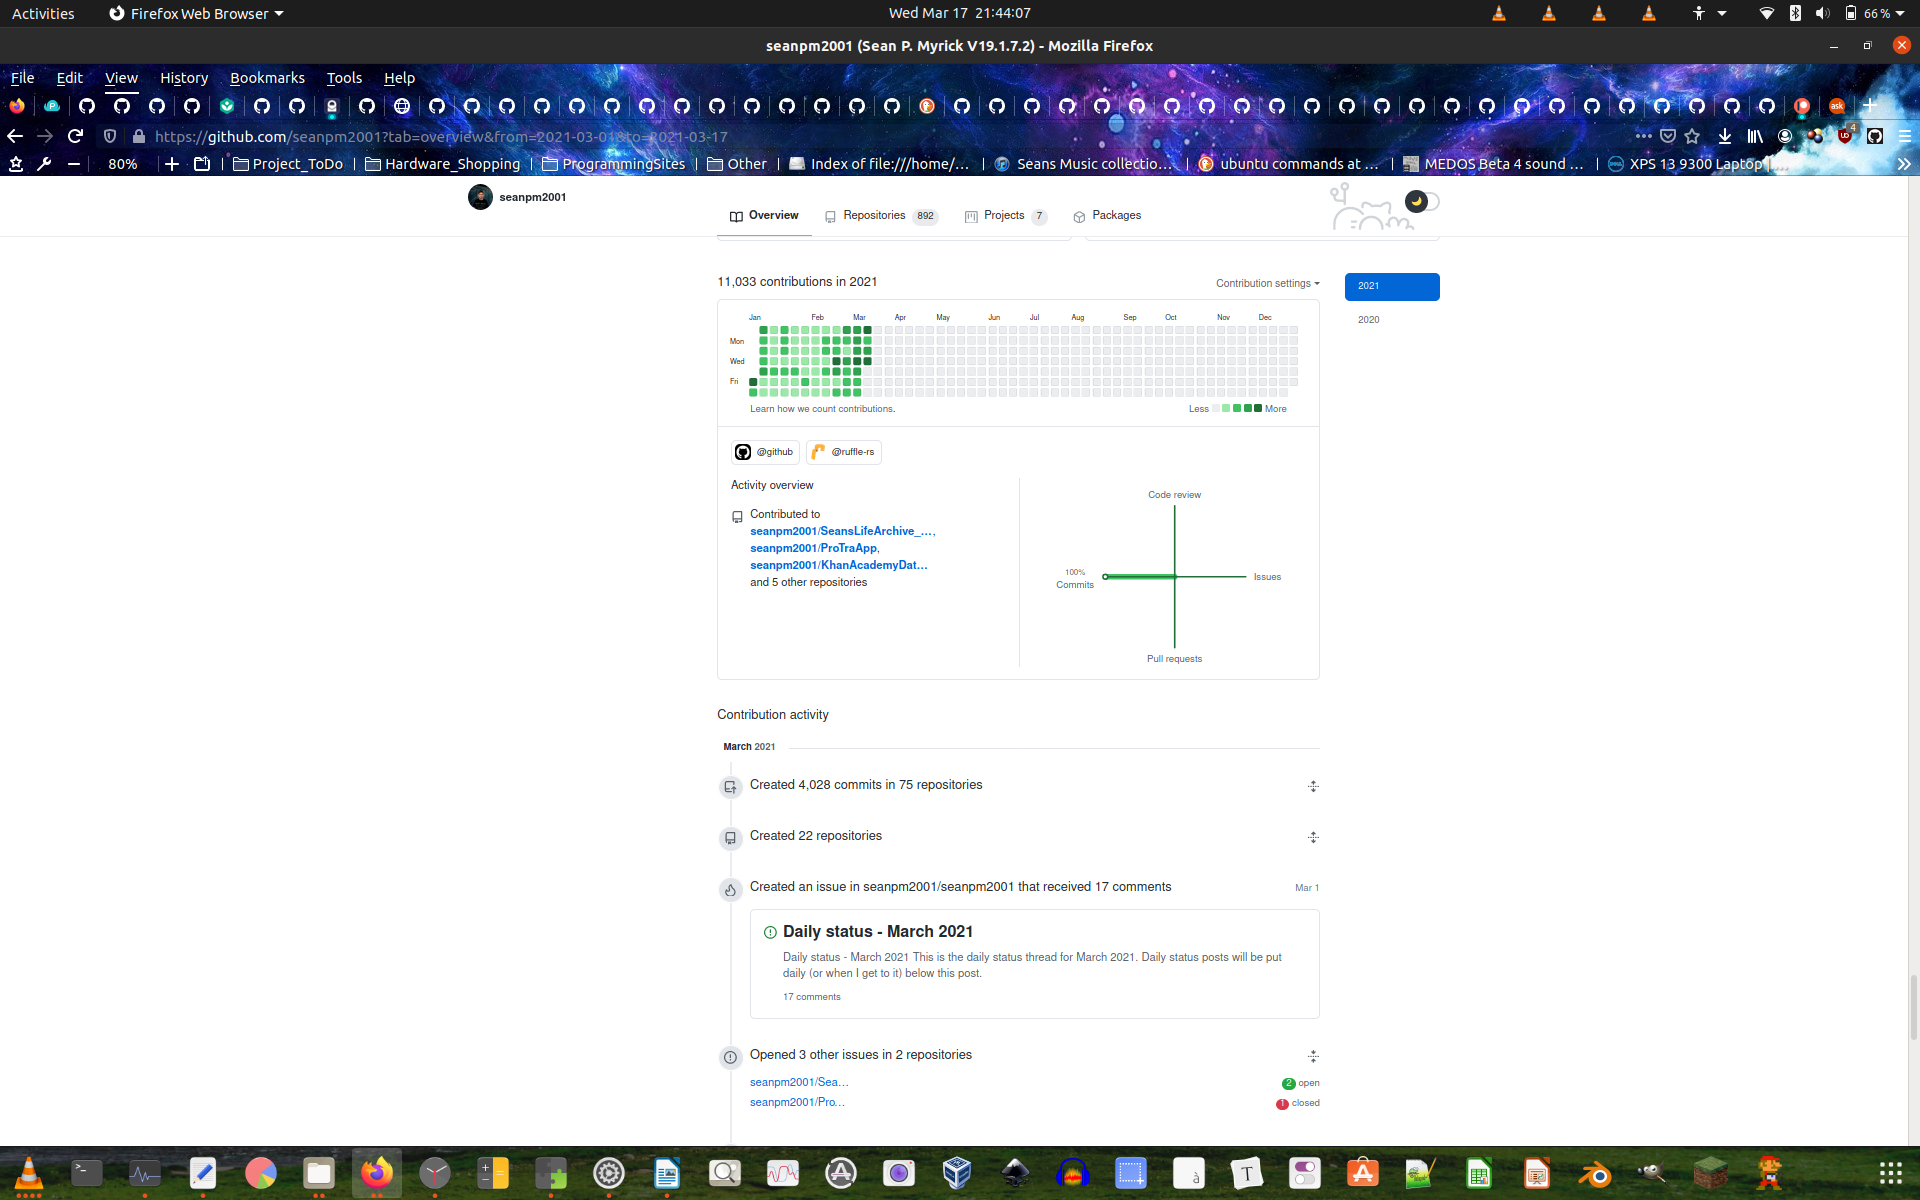 Activities Firefox Web Browser Wed Mar 17 21:44:07 66 %
seanpm2001 (Sean P. Myrick V19.1.7.2) - Mozilla Firefox
File Edit View History Bookmarks Tools Help
https://github.com/seanpm2001?tab=overview&from=2021-03-01&to=2021-03-17
80% Project_ToDo Hardware_Shopping ProgrammingSites Other Index of file:///home/... Seans Music collectio... ubuntu commands at ... MEDOS Beta 4 sound ... XPS 13 9300 Laptop
seanpm2001
Overview Repositories 892 Projects 7 Packages
11,033 contributions in 2021 Contribution settings
2021
2020
Jan Feb Mar Apr May Jun Jul Aug Sep Oct Nov Dec
Mon
Wed
Fri
Learn how we count contributions. Less More
@github @ruffle-rs
Activity overview
Contributed to
seanpm2001/SeansLifeArchive_...,
seanpm2001/ProTraApp,
seanpm2001/KhanAcademyDat...
and 5 other repositories
Code review
100%
Commits
Issues
Pull requests
Contribution activity
March 2021
Created 4,028 commits in 75 repositories
Created 22 repositories
Created an issue in seanpm2001/seanpm2001 that received 17 comments Mar 1
Daily status - March 2021
Daily status - March 2021 This is the daily status thread for March 2021. Daily status posts will be put
daily (or when I get to it) below this post.
17 comments
Opened 3 other issues in 2 repositories
seanpm2001/Sea... 2 open
seanpm2001/Pro... 1 closed